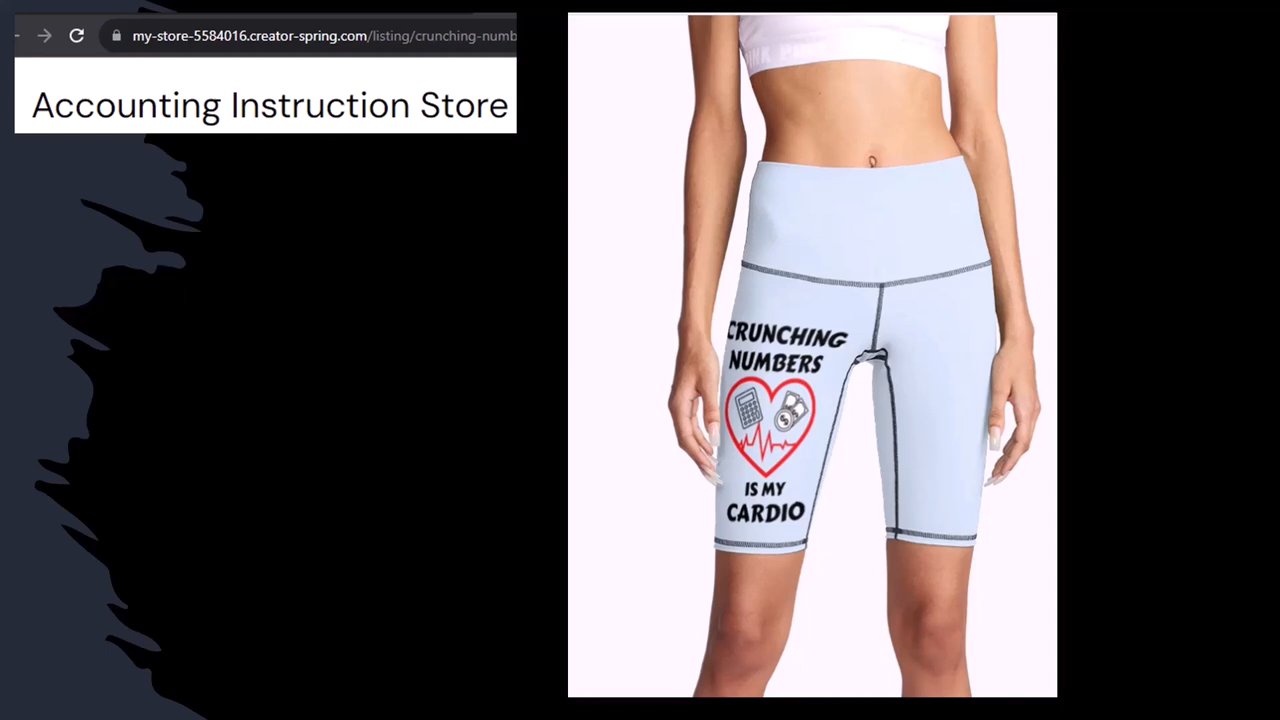 my-store-5584016.creator-spring.com/listing/crunching-numb
Accounting Instruction Store
CRUNCHING
NUMBERS
IS MY
CARDIO